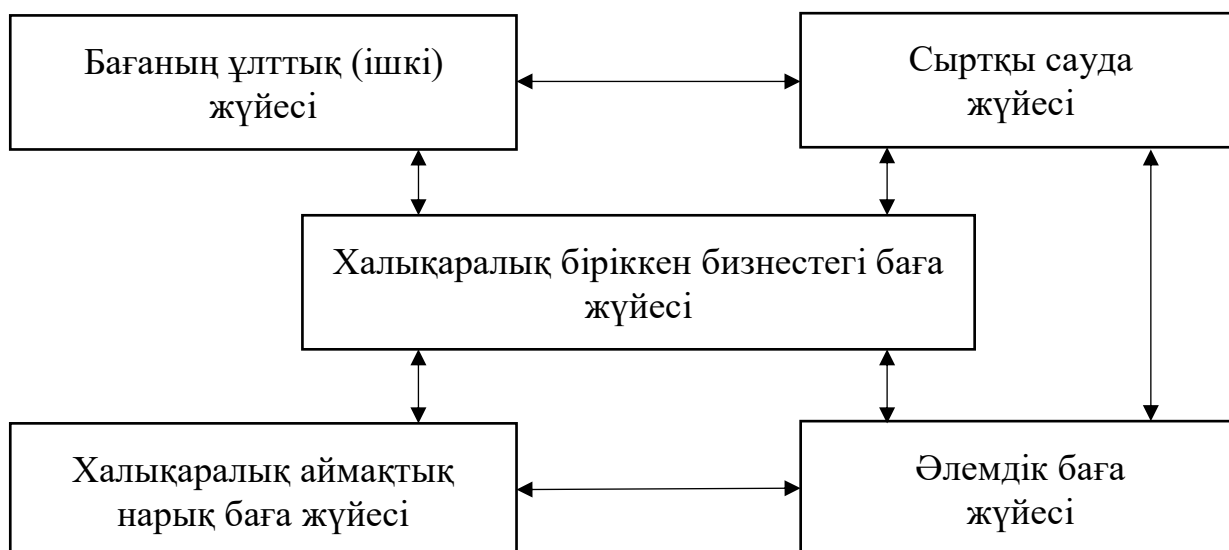 Бағаның ұлттық (ішкі)
жүйесі
Сыртқы сауда
жүйесі
Халықаралық біріккен бизнестегі баға
жүйесі
Халықаралық аймақтық
нарық баға жүйесі
Әлемдік баға
жүйесі